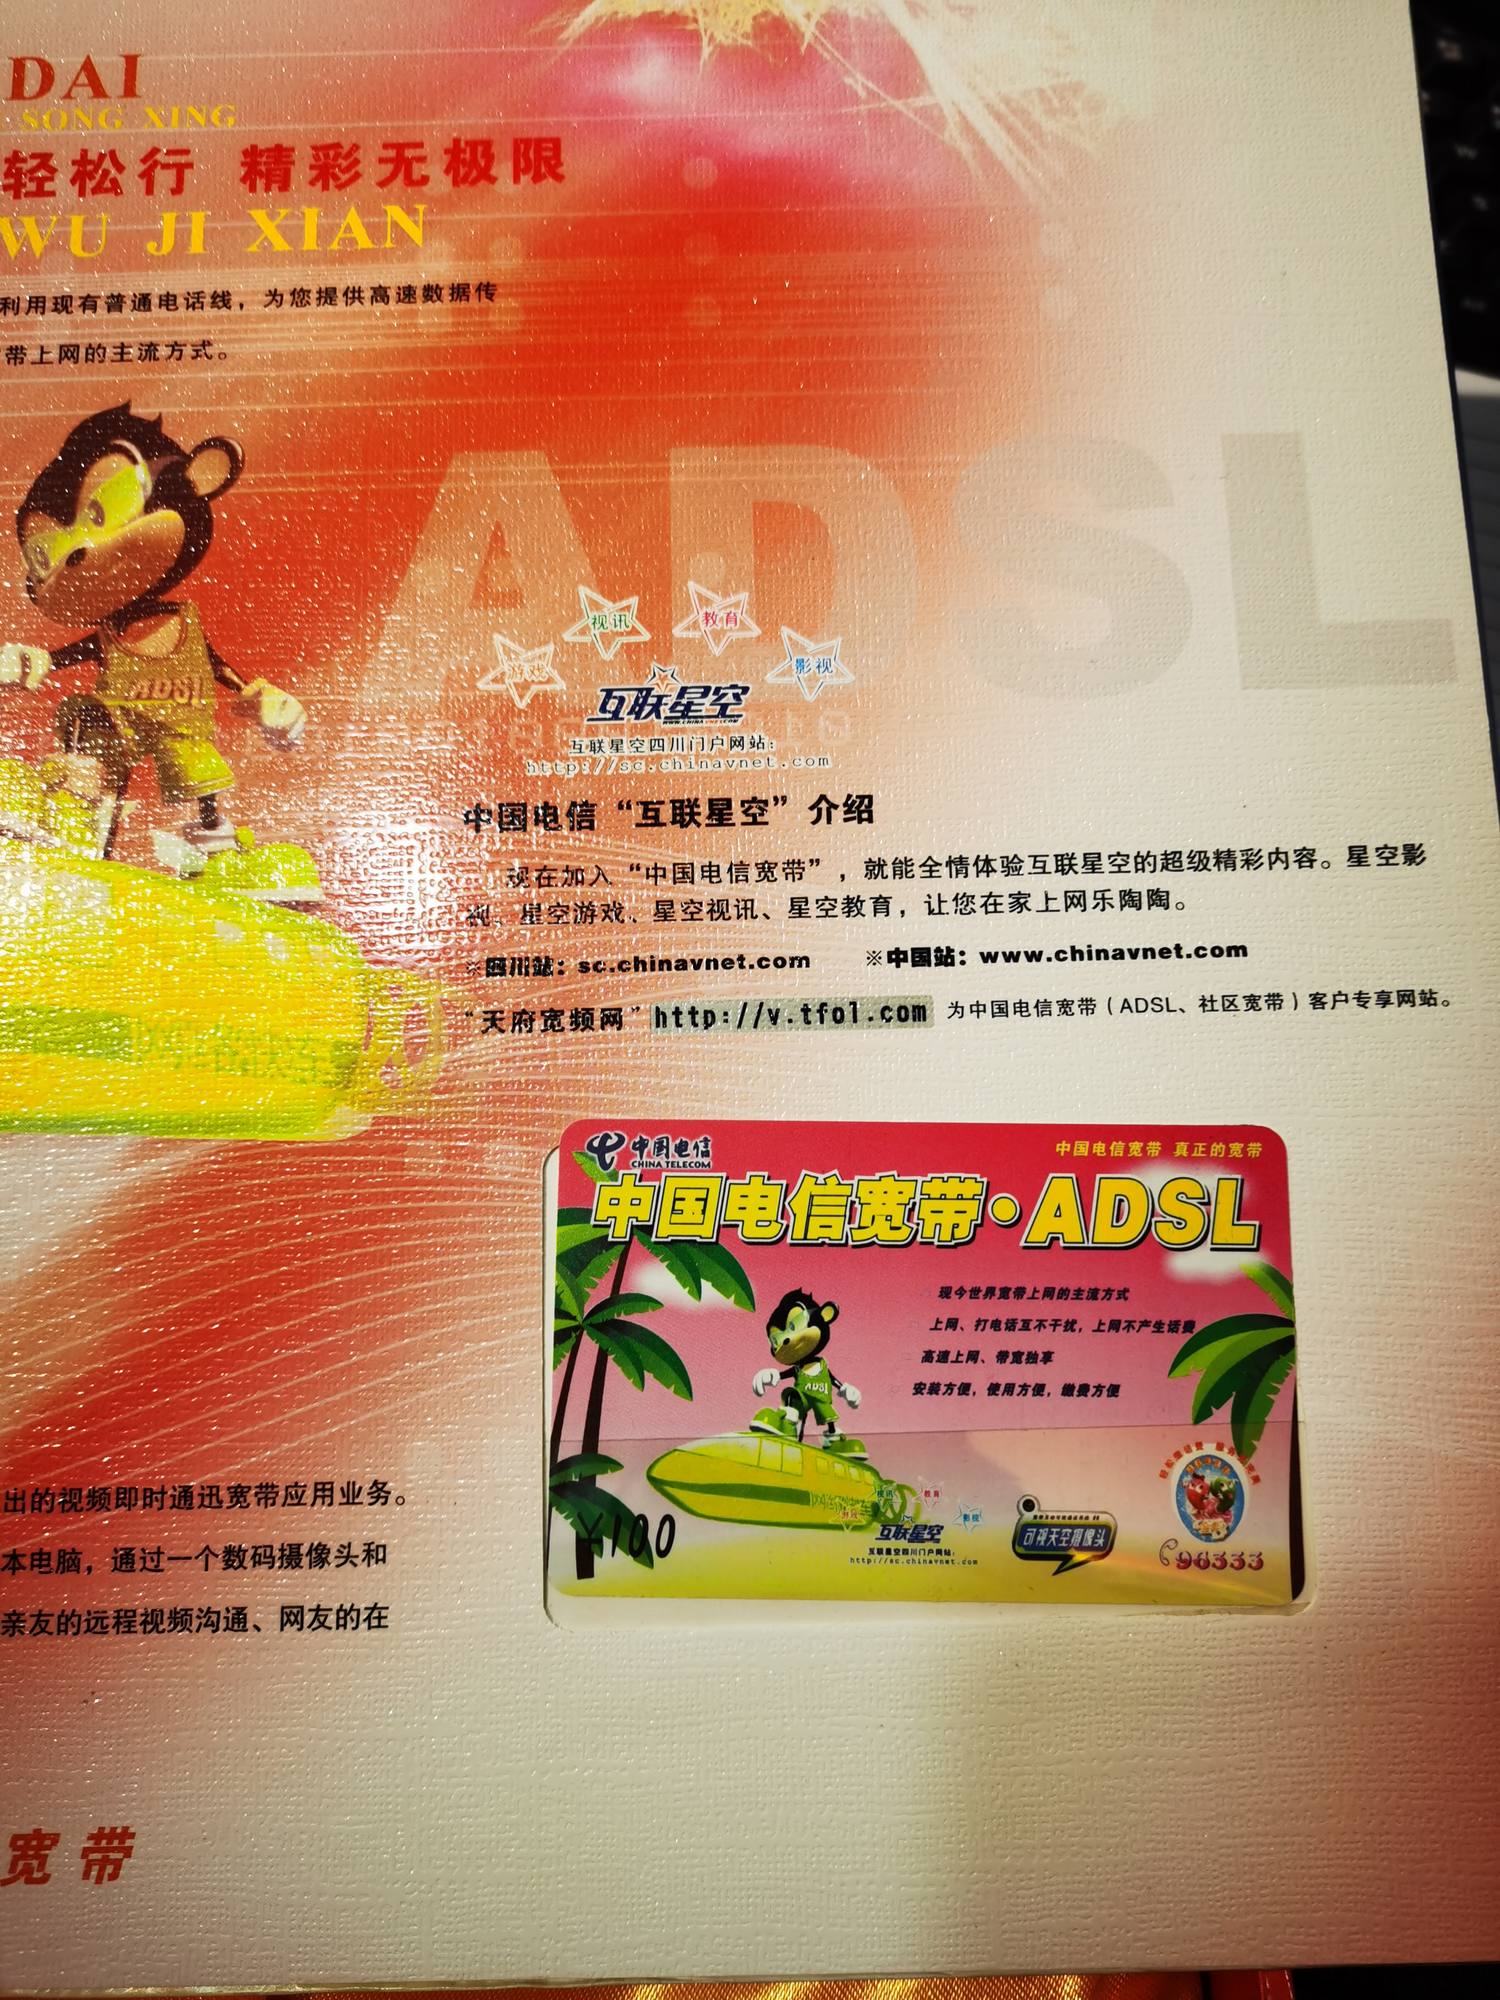 DAI
SONG XING
轻松行 精彩无极限
WU JI XIAN
利用现有普通电话线，为您提供高速数据传
带上网的主流方式。
ADSL
ADSL
视讯
教育
游戏
影视
互联星空
WWW.CHINAVNET.COM
互联星空四川门户网站：
http://sc.chinavnet.com
中国电信“互联星空”介绍
现在加入“中国电信宽带”，就能全情体验互联星空的超级精彩内容。星空影
视、星空游戏、星空视讯、星空教育，让您在家上网乐陶陶。
※四川站：sc.chinavnet.com ※中国站：www.chinavnet.com
“天府宽频网”http://v.tfol.com 为中国电信宽带（ADSL、社区宽带）客户专享网站。
中国电信
CHINA TELECOM
中国电信宽带 真正的宽带
中国电信宽带·ADSL
现今世界宽带上网的主流方式
上网、打电话互不干扰，上网不产生话费
高速上网、带宽独享
安装方便，使用方便，缴费方便
ADSL
视讯
教育
游戏
影视
互联星空
互联星空四川门户网站：
http://sc.chinavnet.com
可视天空摄像头
96333
¥100
出的视频即时通迅宽带应用业务。
本电脑，通过一个数码摄像头和
亲友的远程视频沟通、网友的在
宽带